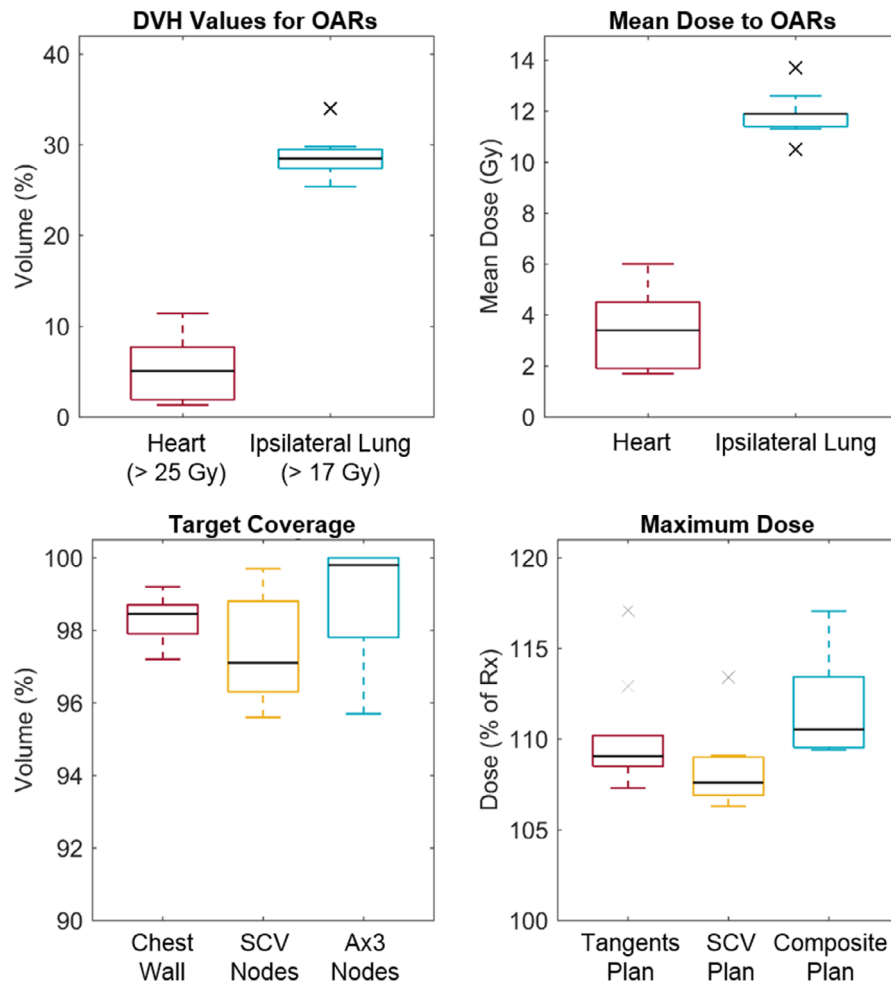 DVH Values for OARs
40
30
20
10
0
Volume (%)
Heart
(> 25 Gy)
Ipsilateral Lung
(> 17 Gy)
Mean Dose to OARs
14
12
10
8
6
4
2
0
Mean Dose (Gy)
Heart
Ipsilateral Lung
Target Coverage
100
98
96
94
92
90
Volume (%)
Chest
Wall
SCV
Nodes
Ax3
Nodes
Maximum Dose
120
115
110
105
100
Dose (% of Rx)
Tangents
Plan
SCV
Plan
Composite
Plan